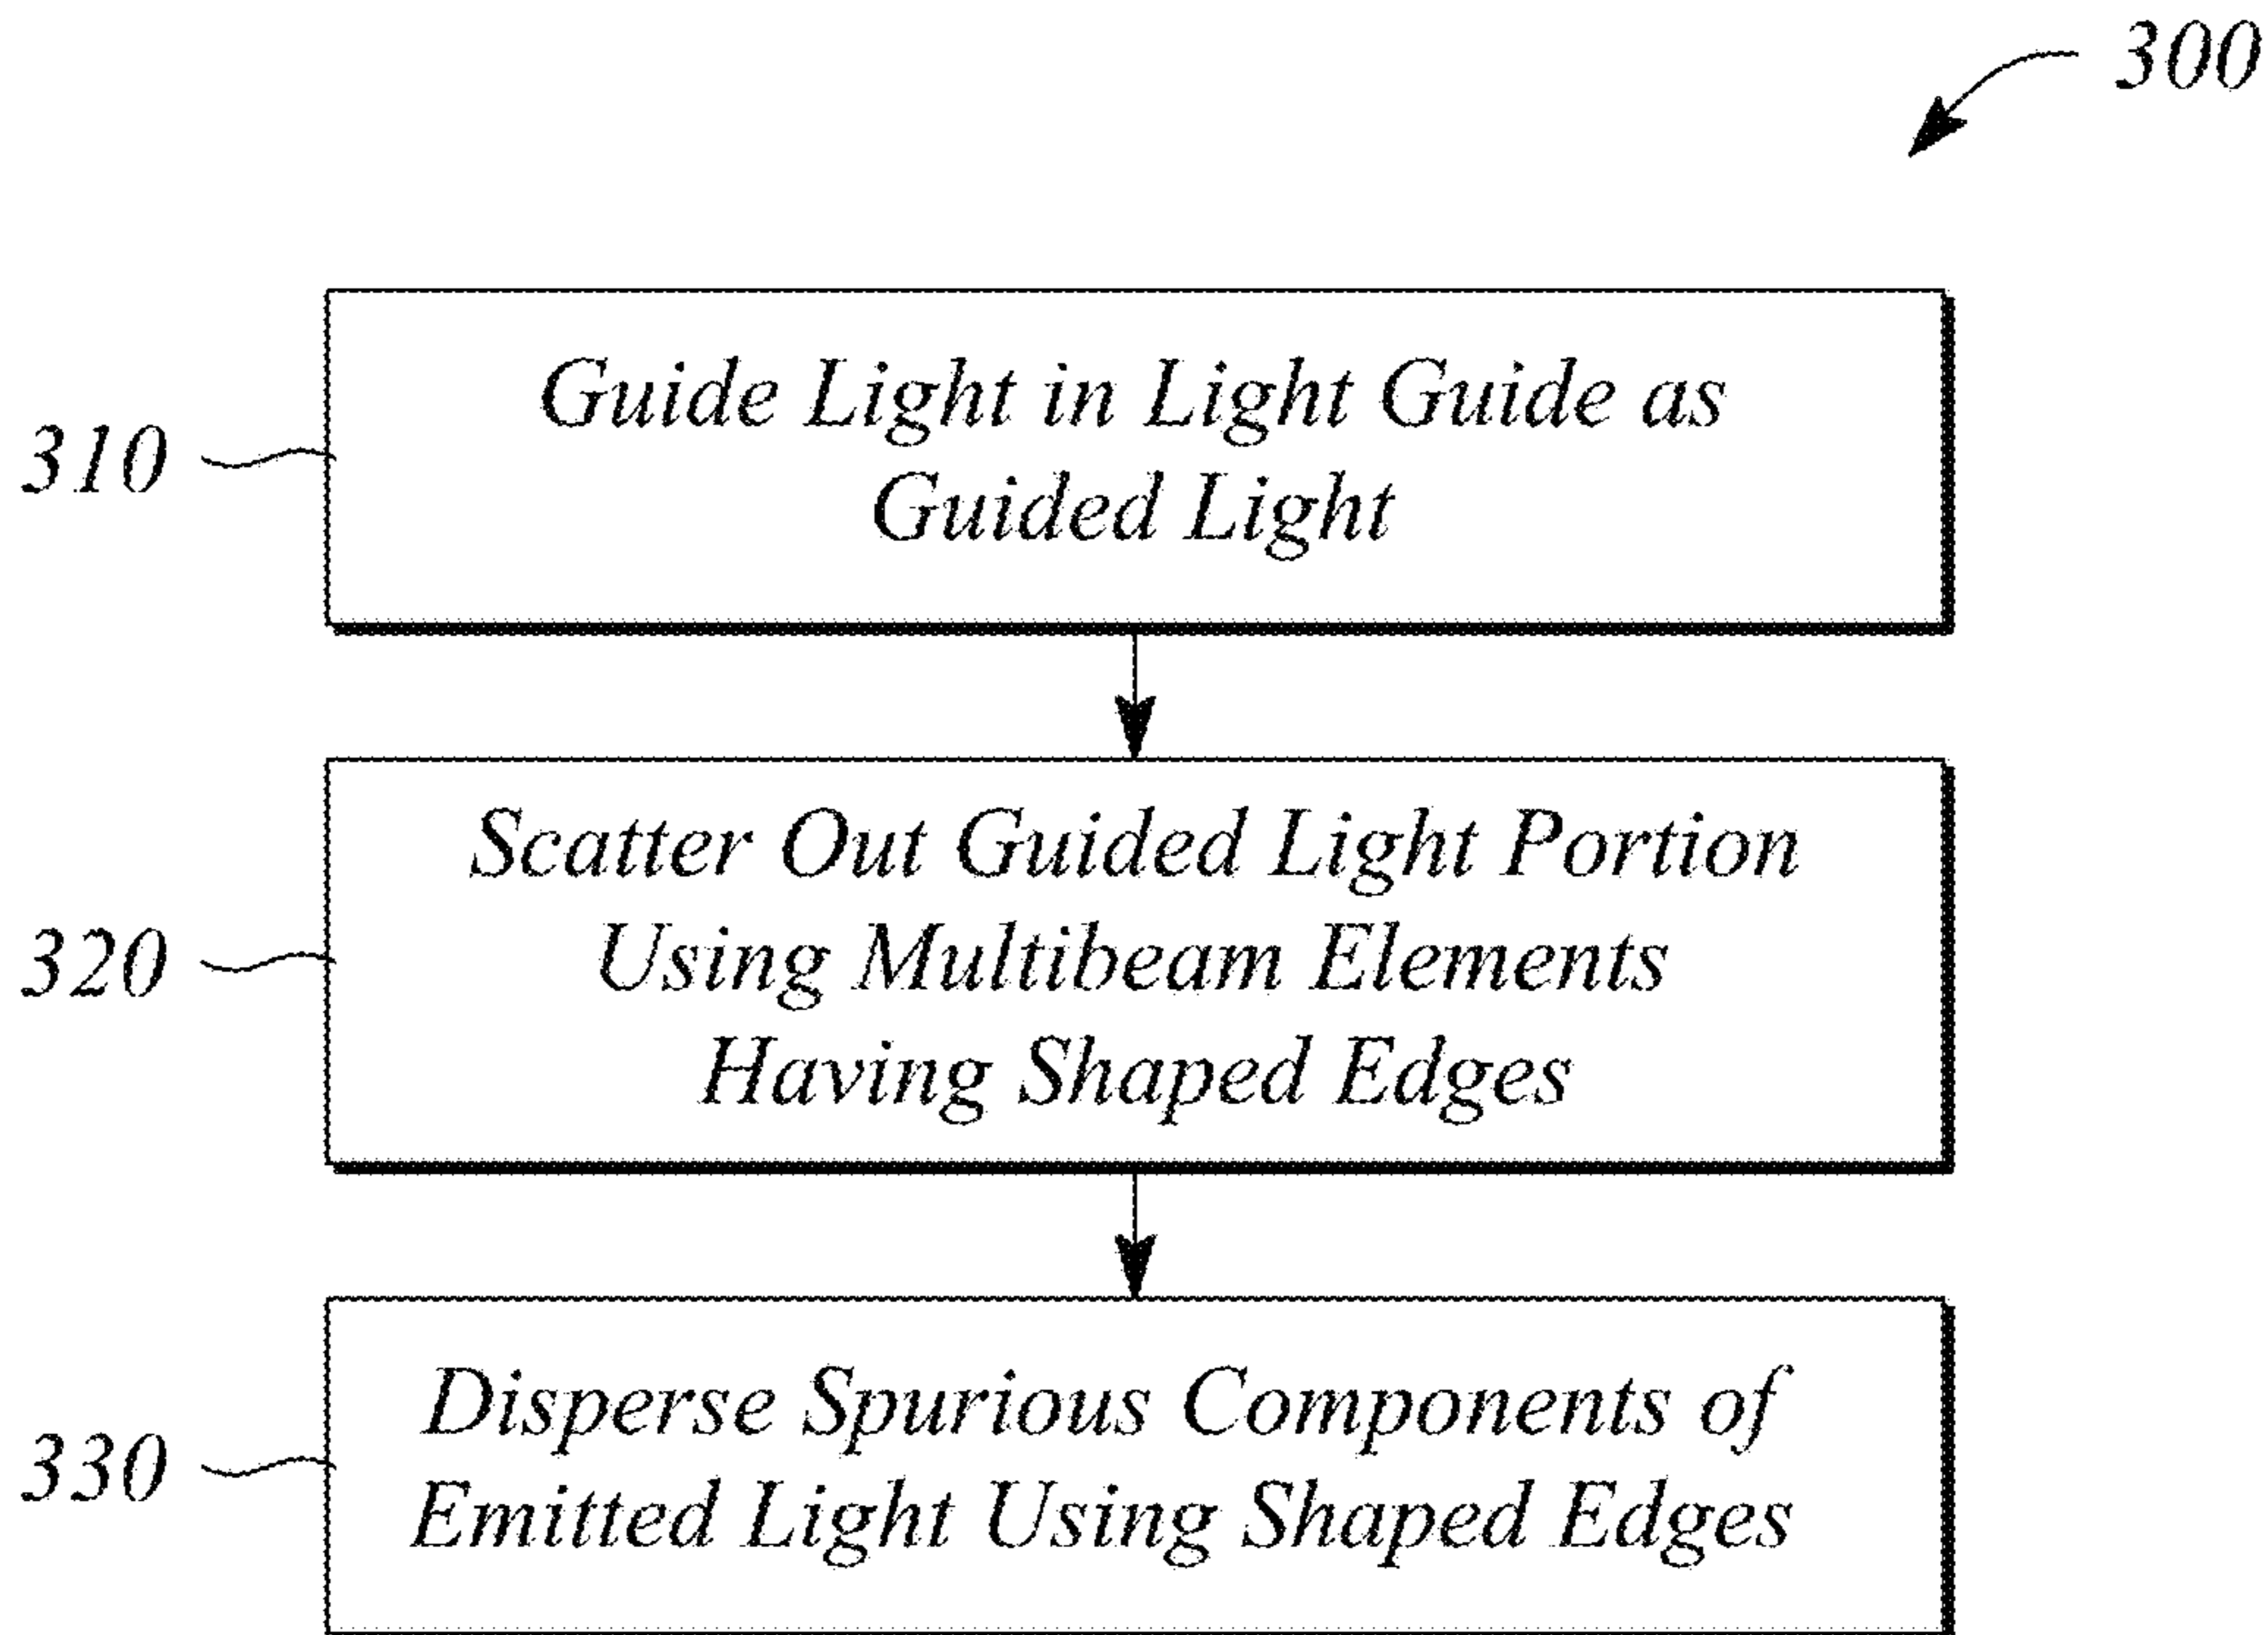 300
310
Guide Light in Light Guide as
Guided Light
320
Scatter Out Guided Light Portion
Using Multibeam Elements
Having Shaped Edges
330
Disperse Spurious Components of
Emitted Light Using Shaped Edges